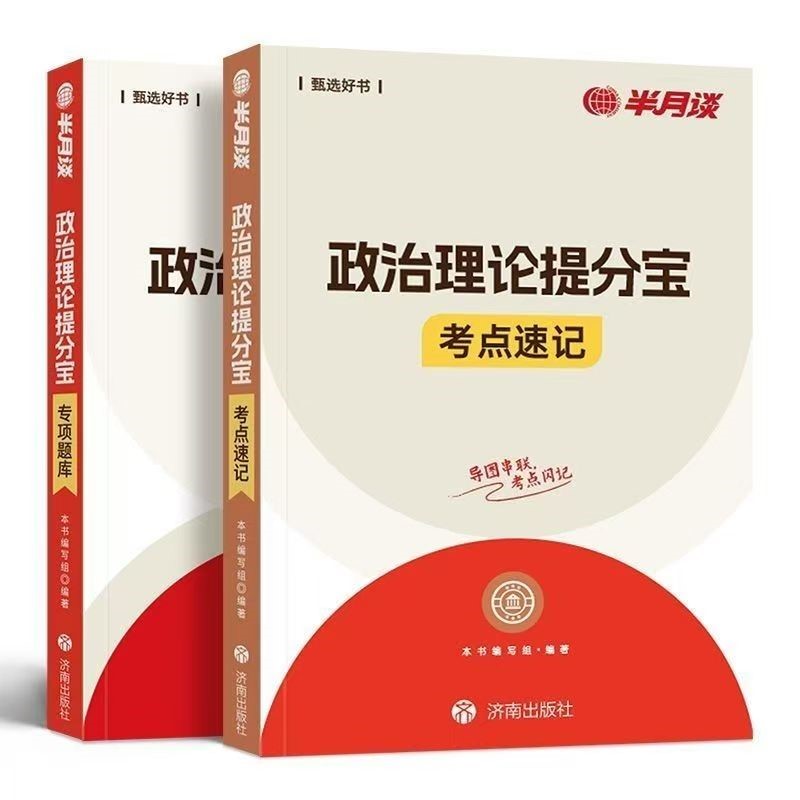 半月谈
政治理论提分宝
专项题库
本书编写组◎编著
济南出版社
甄选好书
政治
半月谈
政治理论提分宝
考点速记
本书编写组◎编著
济南出版社
甄选好书
半月谈
政治理论提分宝
考点速记
导图串联,
考点闪记
本书编写组·编著
济南出版社